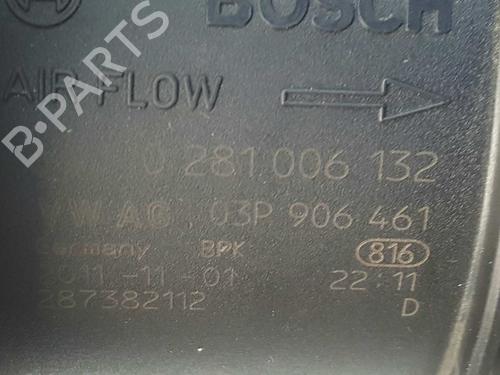 BOSCH
B-PARTS
AIR FLOW
0 281 006 132
VW AG 03P 906 461
Germany BPK 816
2011-11-01 22:11
287382112 D